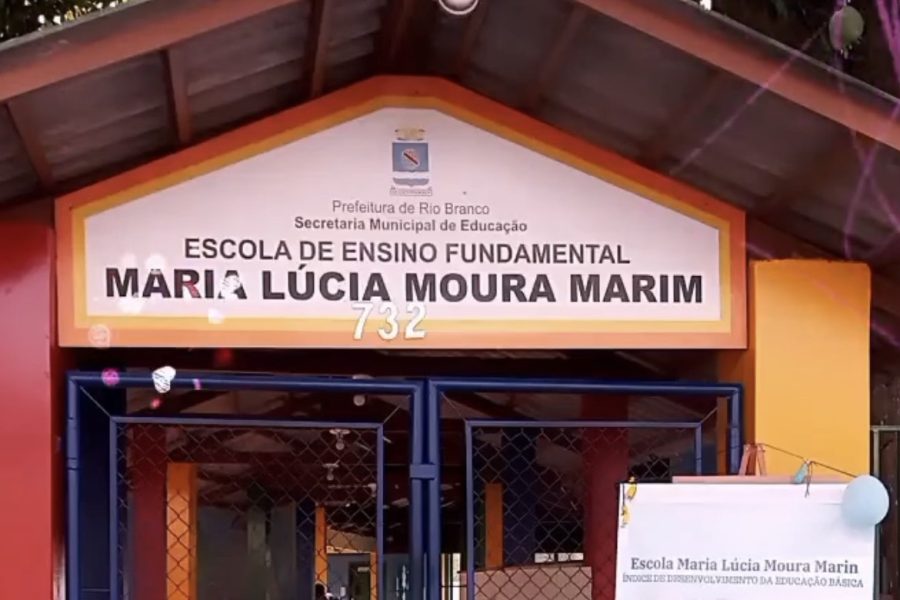 Prefeitura de Rio Branco
Secretaria Municipal de Educação
ESCOLA DE ENSINO FUNDAMENTAL
MARIA LÚCIA MOURA MARIM
732
Escola Maria Lúcia Moura Marin
ÍNDICE DE DESENVOLVIMENTO DA EDUCAÇÃO BÁSICA